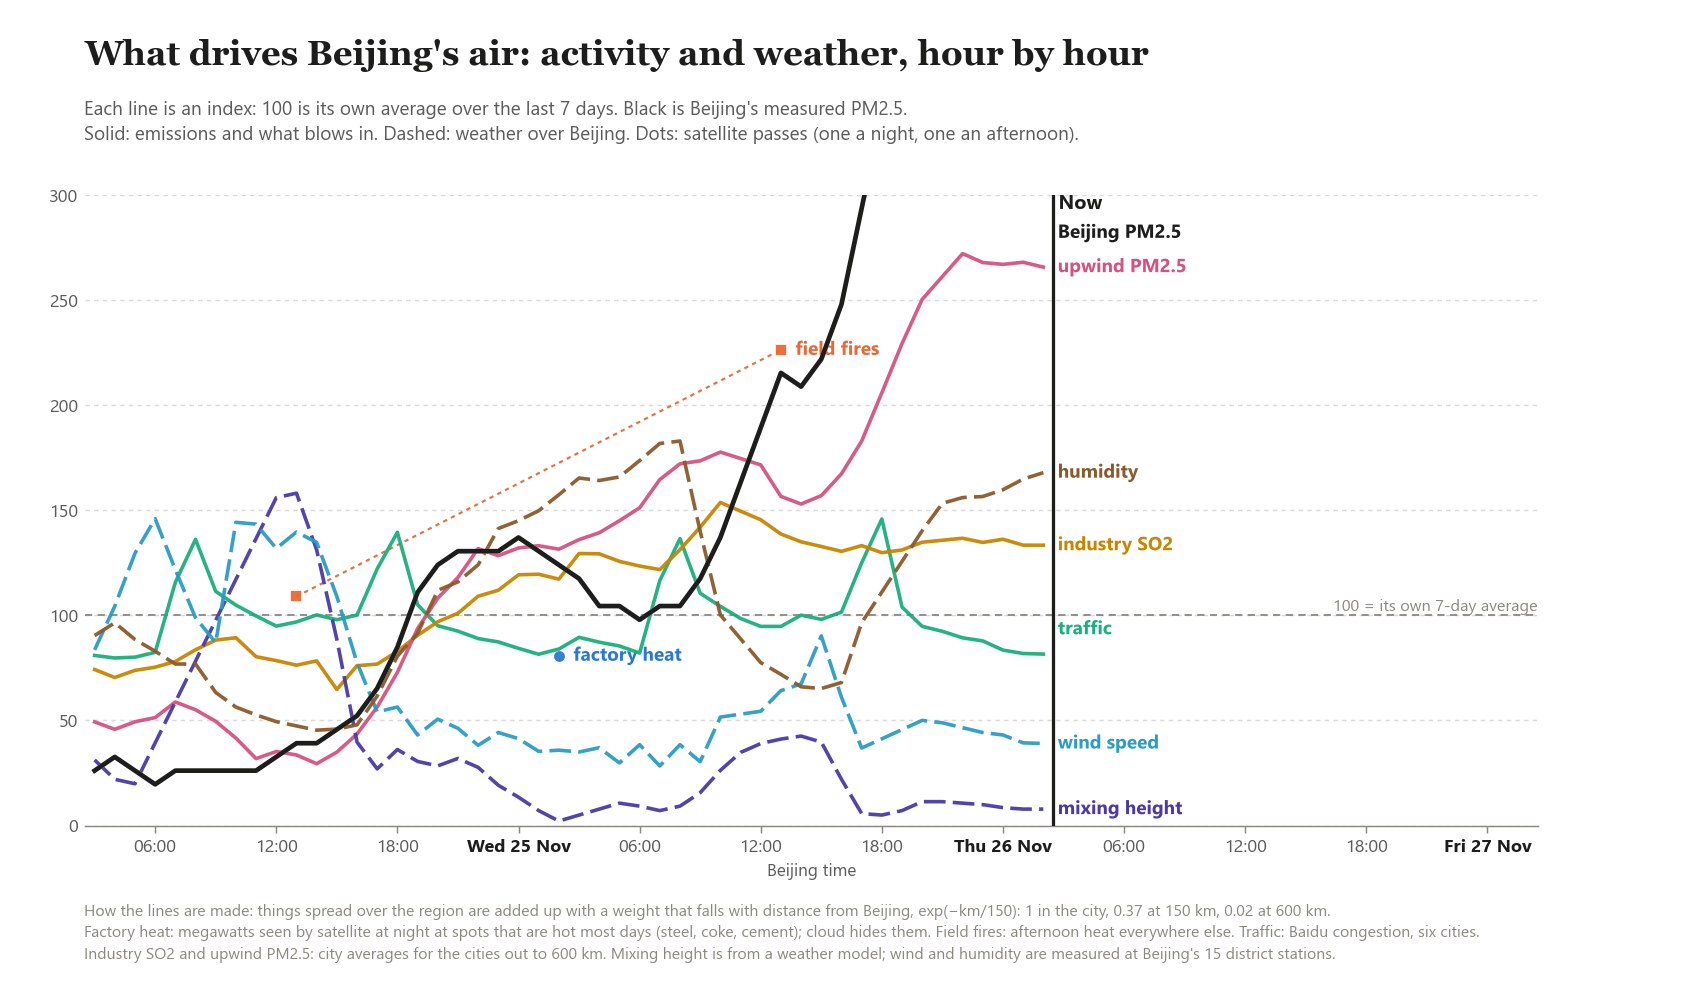 What drives Beijing's air: activity and weather, hour by hour
Each line is an index: 100 is its own average over the last 7 days. Black is Beijing's measured PM2.5.
Solid: emissions and what blows in. Dashed: weather over Beijing. Dots: satellite passes (one a night, one an afternoon).
300
250
200
150
100
50
0
Now
Beijing PM2.5
upwind PM2.5
field fires
humidity
industry SO2
100 = its own 7-day average
traffic
factory heat
wind speed
mixing height
06:00 12:00 18:00 Wed 25 Nov 06:00 12:00 18:00 Thu 26 Nov 06:00 12:00 18:00 Fri 27 Nov
Beijing time
How the lines are made: things spread over the region are added up with a weight that falls with distance from Beijing, exp(−km/150): 1 in the city, 0.37 at 150 km, 0.02 at 600 km.
Factory heat: megawatts seen by satellite at night at spots that are hot most days (steel, coke, cement); cloud hides them. Field fires: afternoon heat everywhere else. Traffic: Baidu congestion, six cities.
Industry SO2 and upwind PM2.5: city averages for the cities out to 600 km. Mixing height is from a weather model; wind and humidity are measured at Beijing's 15 district stations.